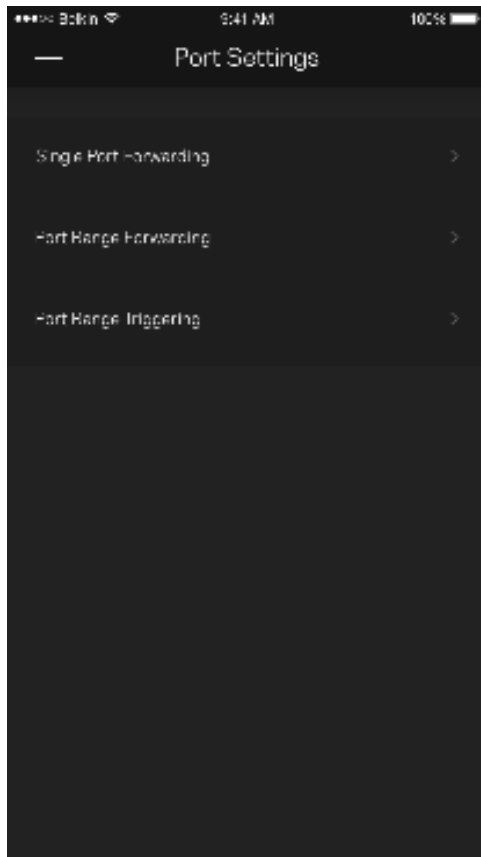 Belkin 9:41 AM 100%
Port Settings
Single Port Forwarding
Port Range Forwarding
Port Range Triggering